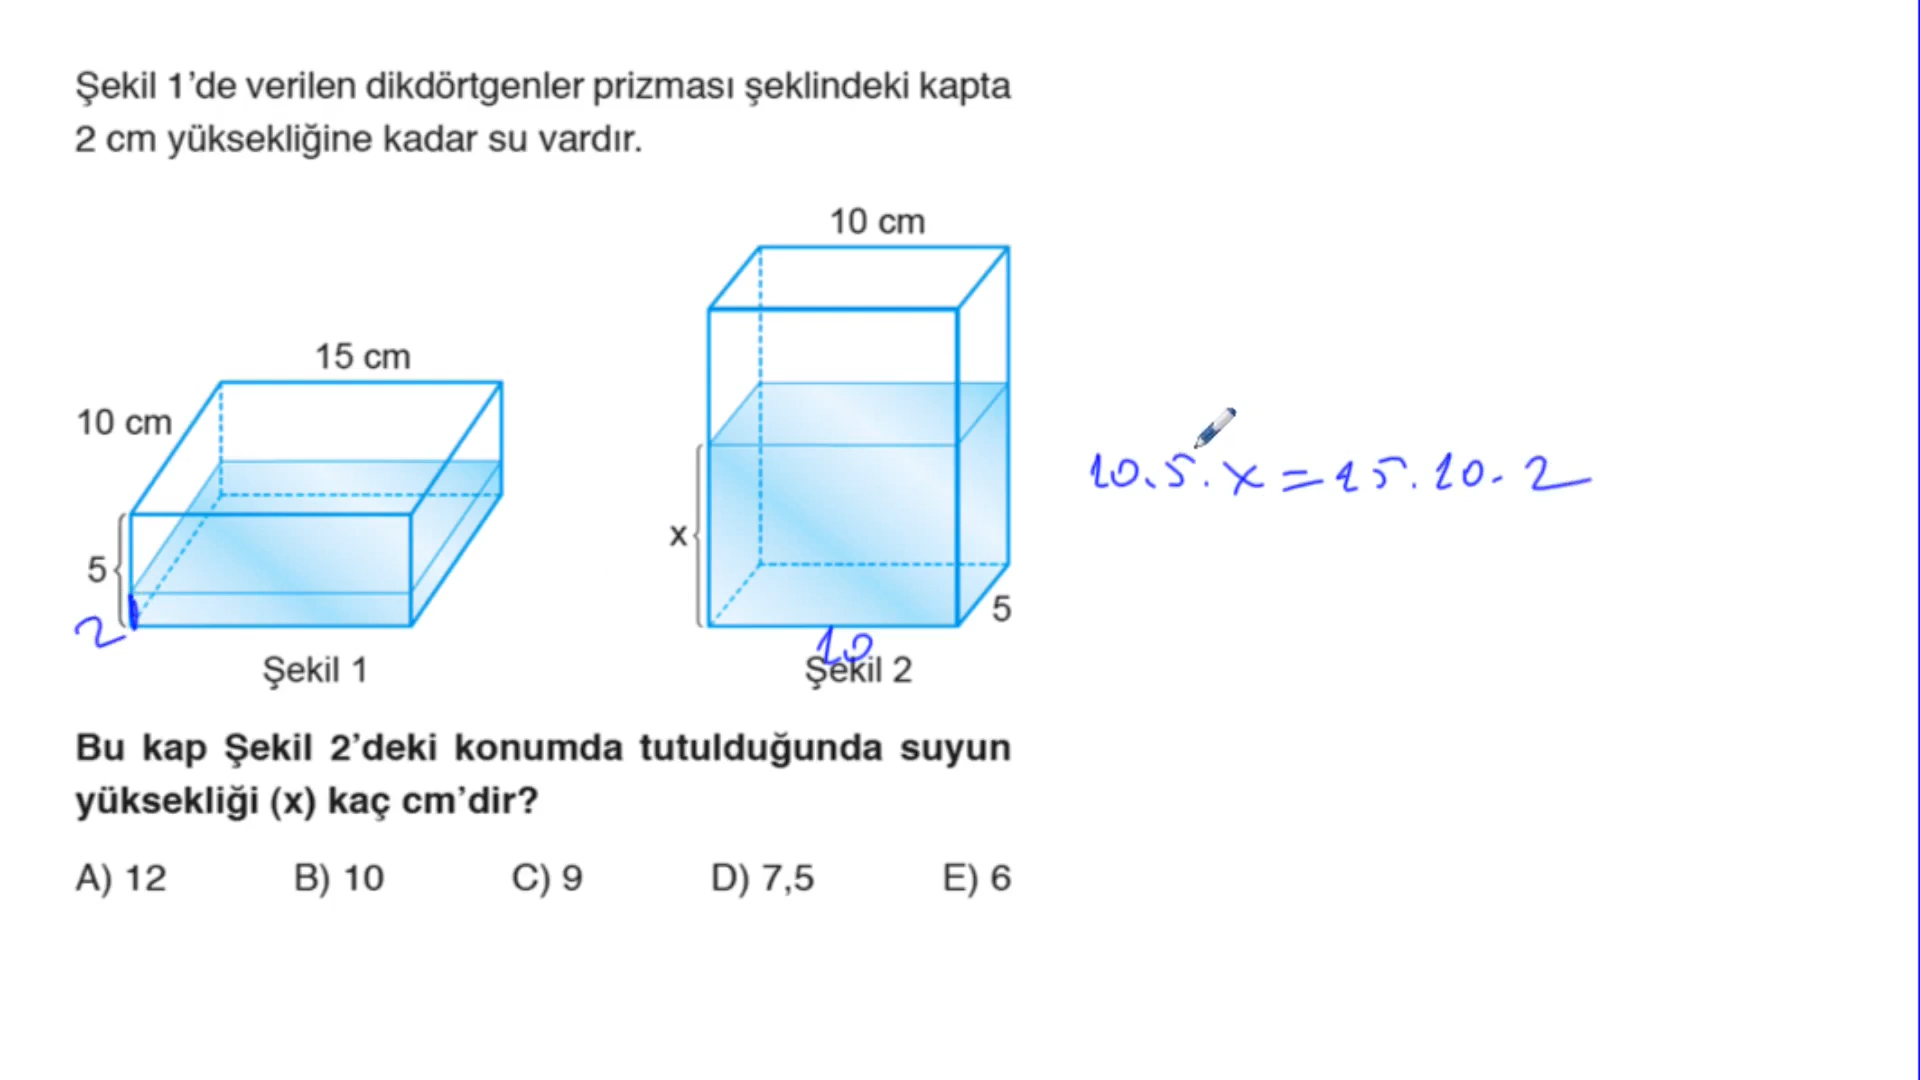 Şekil 1’de verilen dikdörtgenler prizması şeklindeki kapta
2 cm yüksekliğine kadar su vardır.
10 cm
15 cm
10 cm
10.5.x=15.10.2
x
5
5
2
10
Şekil 1
Şekil 2
Bu kap Şekil 2’deki konumda tutulduğunda suyun
yüksekliği (x) kaç cm’dir?
A) 12 B) 10 C) 9 D) 7,5 E) 6